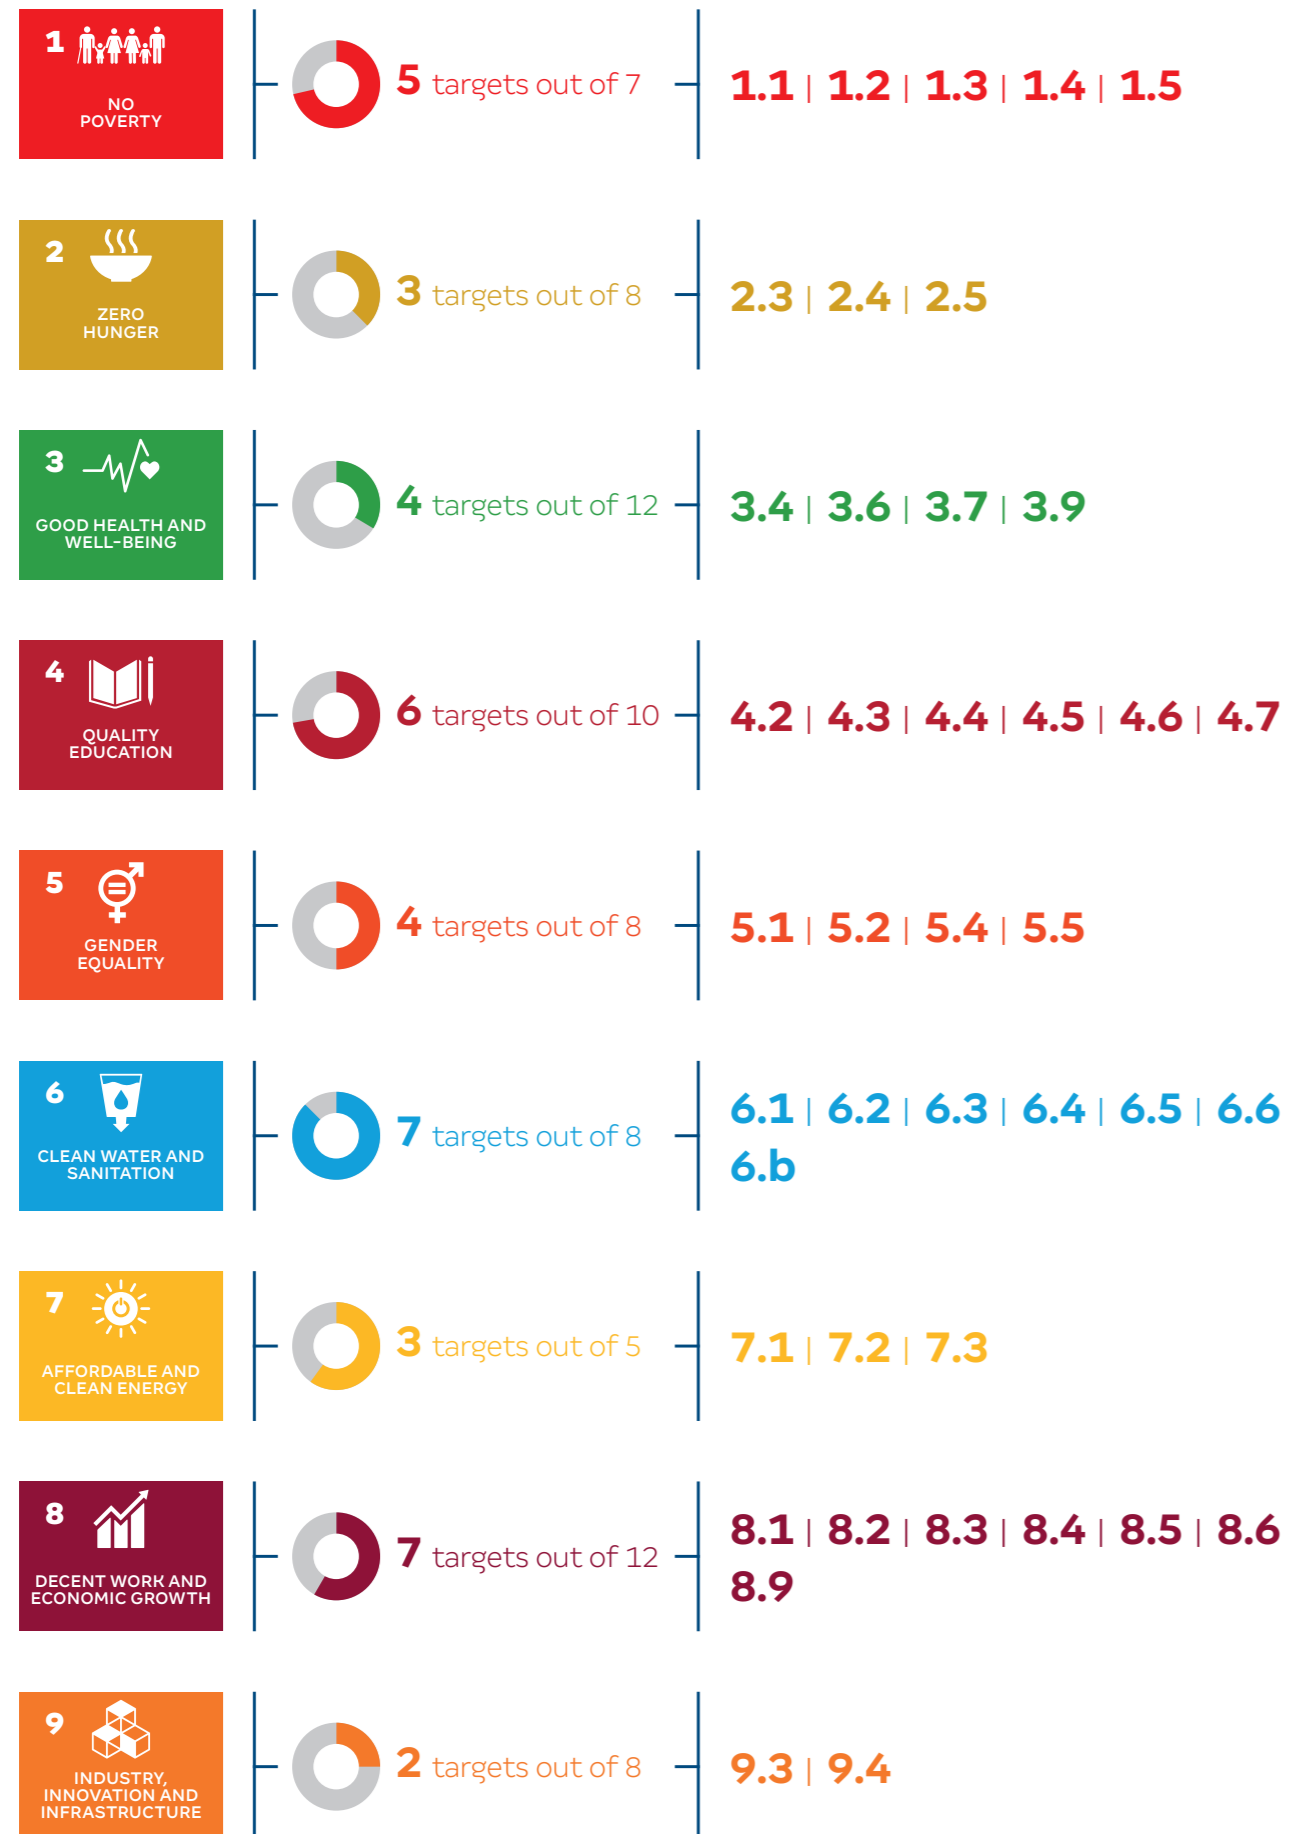 1
NO
POVERTY
5 targets out of 7
1.1 | 1.2 | 1.3 | 1.4 | 1.5
2
ZERO
HUNGER
3 targets out of 8
2.3 | 2.4 | 2.5
3
GOOD HEALTH AND
WELL-BEING
4 targets out of 12
3.4 | 3.6 | 3.7 | 3.9
4
QUALITY
EDUCATION
6 targets out of 10
4.2 | 4.3 | 4.4 | 4.5 | 4.6 | 4.7
5
GENDER
EQUALITY
4 targets out of 8
5.1 | 5.2 | 5.4 | 5.5
6
CLEAN WATER AND
SANITATION
7 targets out of 8
6.1 | 6.2 | 6.3 | 6.4 | 6.5 | 6.6
6.b
7
AFFORDABLE AND
CLEAN ENERGY
3 targets out of 5
7.1 | 7.2 | 7.3
8
DECENT WORK AND
ECONOMIC GROWTH
7 targets out of 12
8.1 | 8.2 | 8.3 | 8.4 | 8.5 | 8.6
8.9
9
INDUSTRY,
INNOVATION AND
INFRASTRUCTURE
2 targets out of 8
9.3 | 9.4